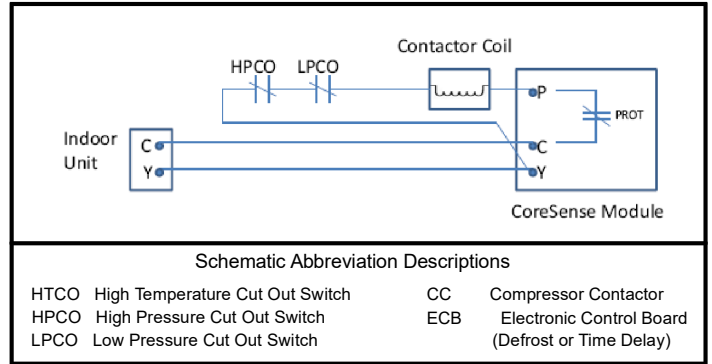 Contactor Coil
HPCO LPCO
P
PROT
Indoor
Unit
C
C
Y
Y
CoreSense Module
Schematic Abbreviation Descriptions
HTCO High Temperature Cut Out Switch
CC Compressor Contactor
HPCO High Pressure Cut Out Switch
ECB Electronic Control Board
LPCO Low Pressure Cut Out Switch
(Defrost or Time Delay)